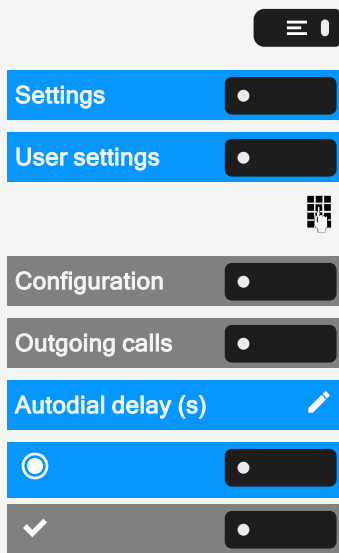 Settings
User settings
Configuration
Outgoing calls
Autodial delay (s)